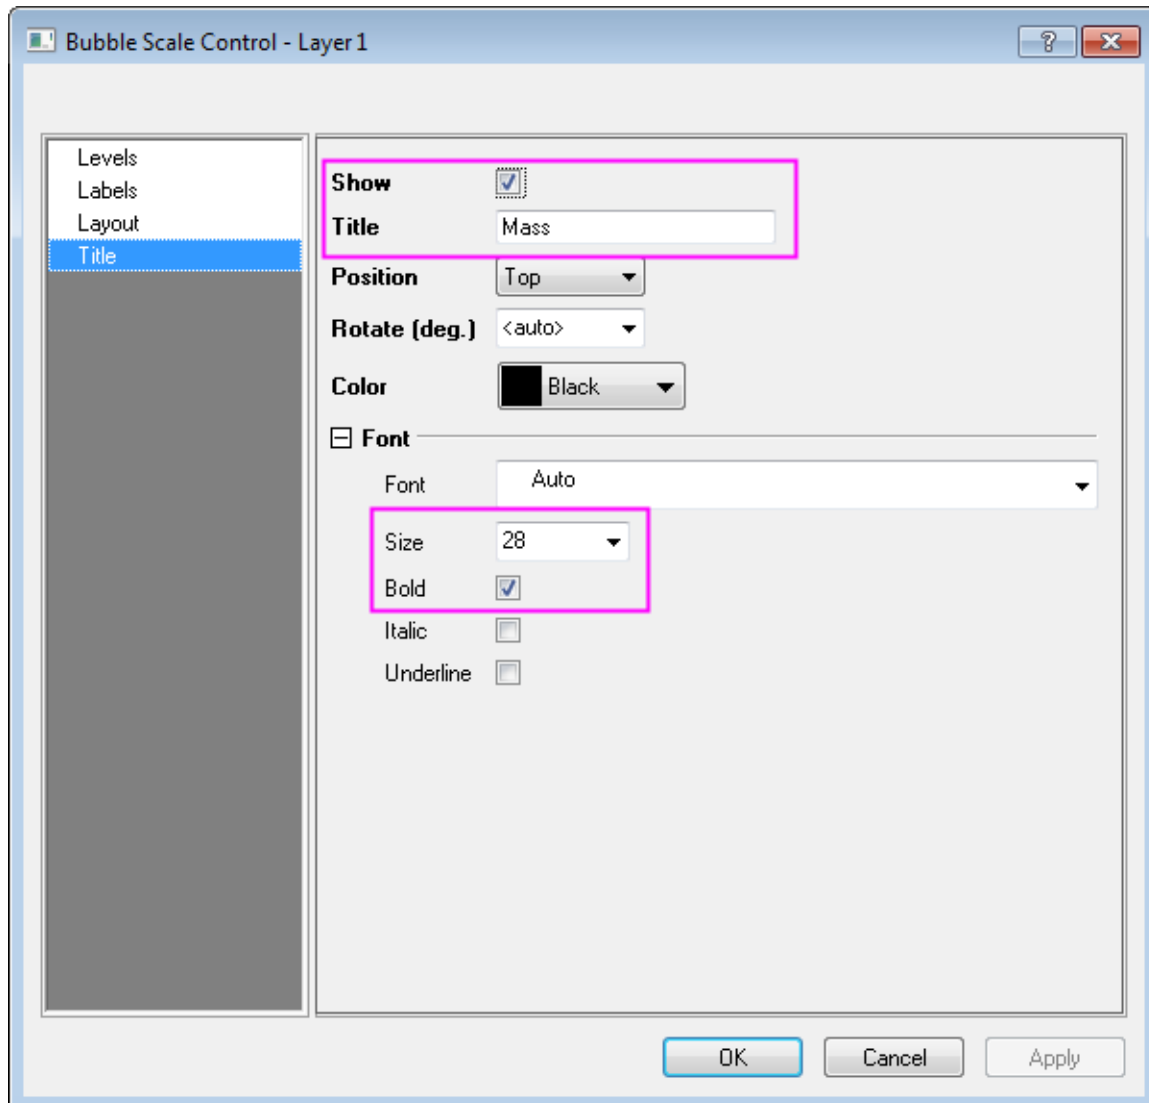 Bubble Scale Control - Layer 1
Levels
Labels
Layout
Title
Show
Title Mass
Position Top
Rotate (deg.) <auto>
Color Black
Font
Font Auto
Size 28
Bold
Italic
Underline
OK Cancel Apply